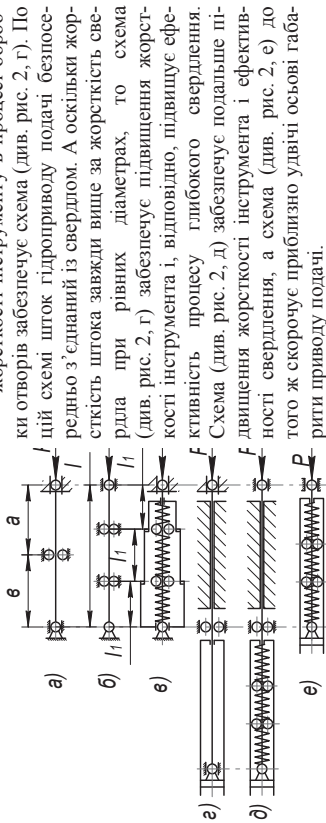 жорсткості інструменту в процесі оброб-
ки отворів забезпечує схема (див. рис. 2, г). По
цій схемі шток гідроприводу подачі безпосе-
редньо з'єднаний із свердлом. А оскільки жор-
сткість штока завжди вище за жорсткість све-
рдла при рівних діаметрах, то схема
(див. рис. 2, г) забезпечує підвищення жорст-
кості інструмента і, відповідно, підвищує ефе-
ктивність процесу глибокого свердлення.
Схема (див. рис. 2, д) забезпечує подальше пі-
двищення жорсткості інструмента і ефектив-
ності свердлення, а схема (див. рис. 2, е) до
того ж скорочує приблизно удвічі осьові габа-
рити приводу подачі.
в а
l
а)
б)
l₁ l₁ l₁
в)
г)
д)
е) P